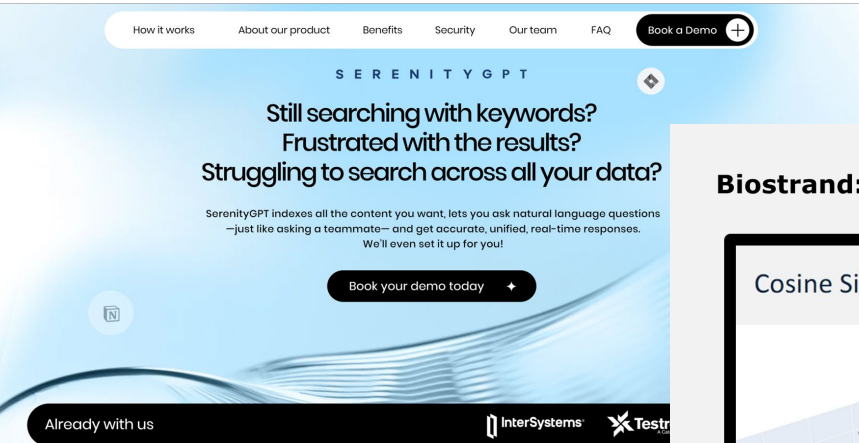 How it works About our product Benefits Security Our team FAQ Book a Demo
SERENITYGPT
Still searching with keywords?
Frustrated with the results?
Struggling to search across all your data?
SerenityGPT indexes all the content you want, lets you ask natural language questions
—just like asking a teammate— and get accurate, unified, real-time responses.
We'll even set it up for you!
Book your demo today
N
Already with us
InterSystems
Biostrand:
Cosine